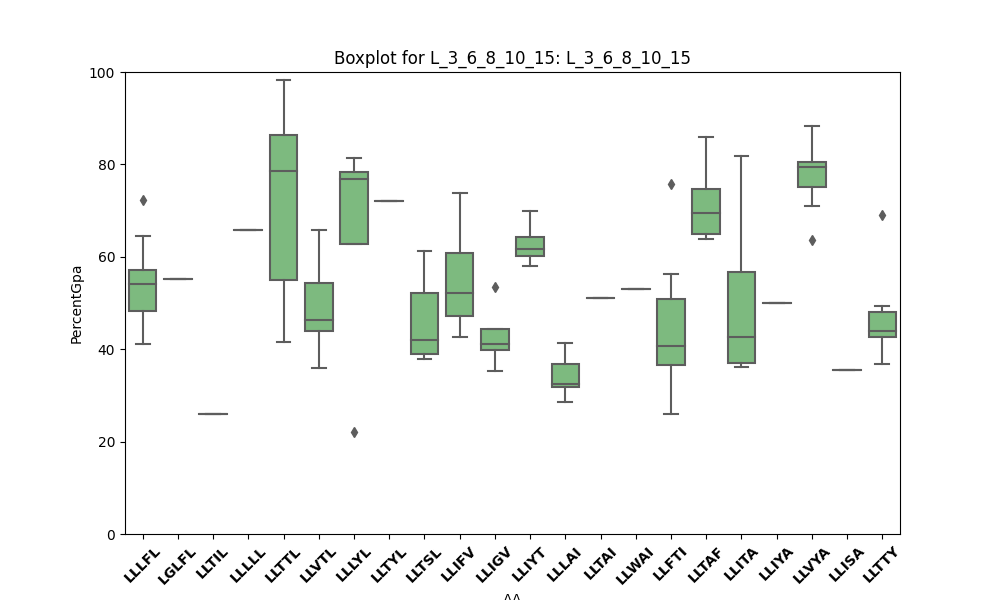 Boxplot for L_3_6_8_10_15: L_3_6_8_10_15
100
80
60
40
20
0
PercentGpa
LLLFL
LGLFL
LLTIL
LLLLL
LLTTL
LLVTL
LLLYL
LLTYL
LLTSL
LLIFV
LLIGV
LLIYT
LLLAI
LLTAI
LLWAI
LLFTI
LLTAF
LLITA
LLIYA
LLVYA
LLISA
LLTTY
AA